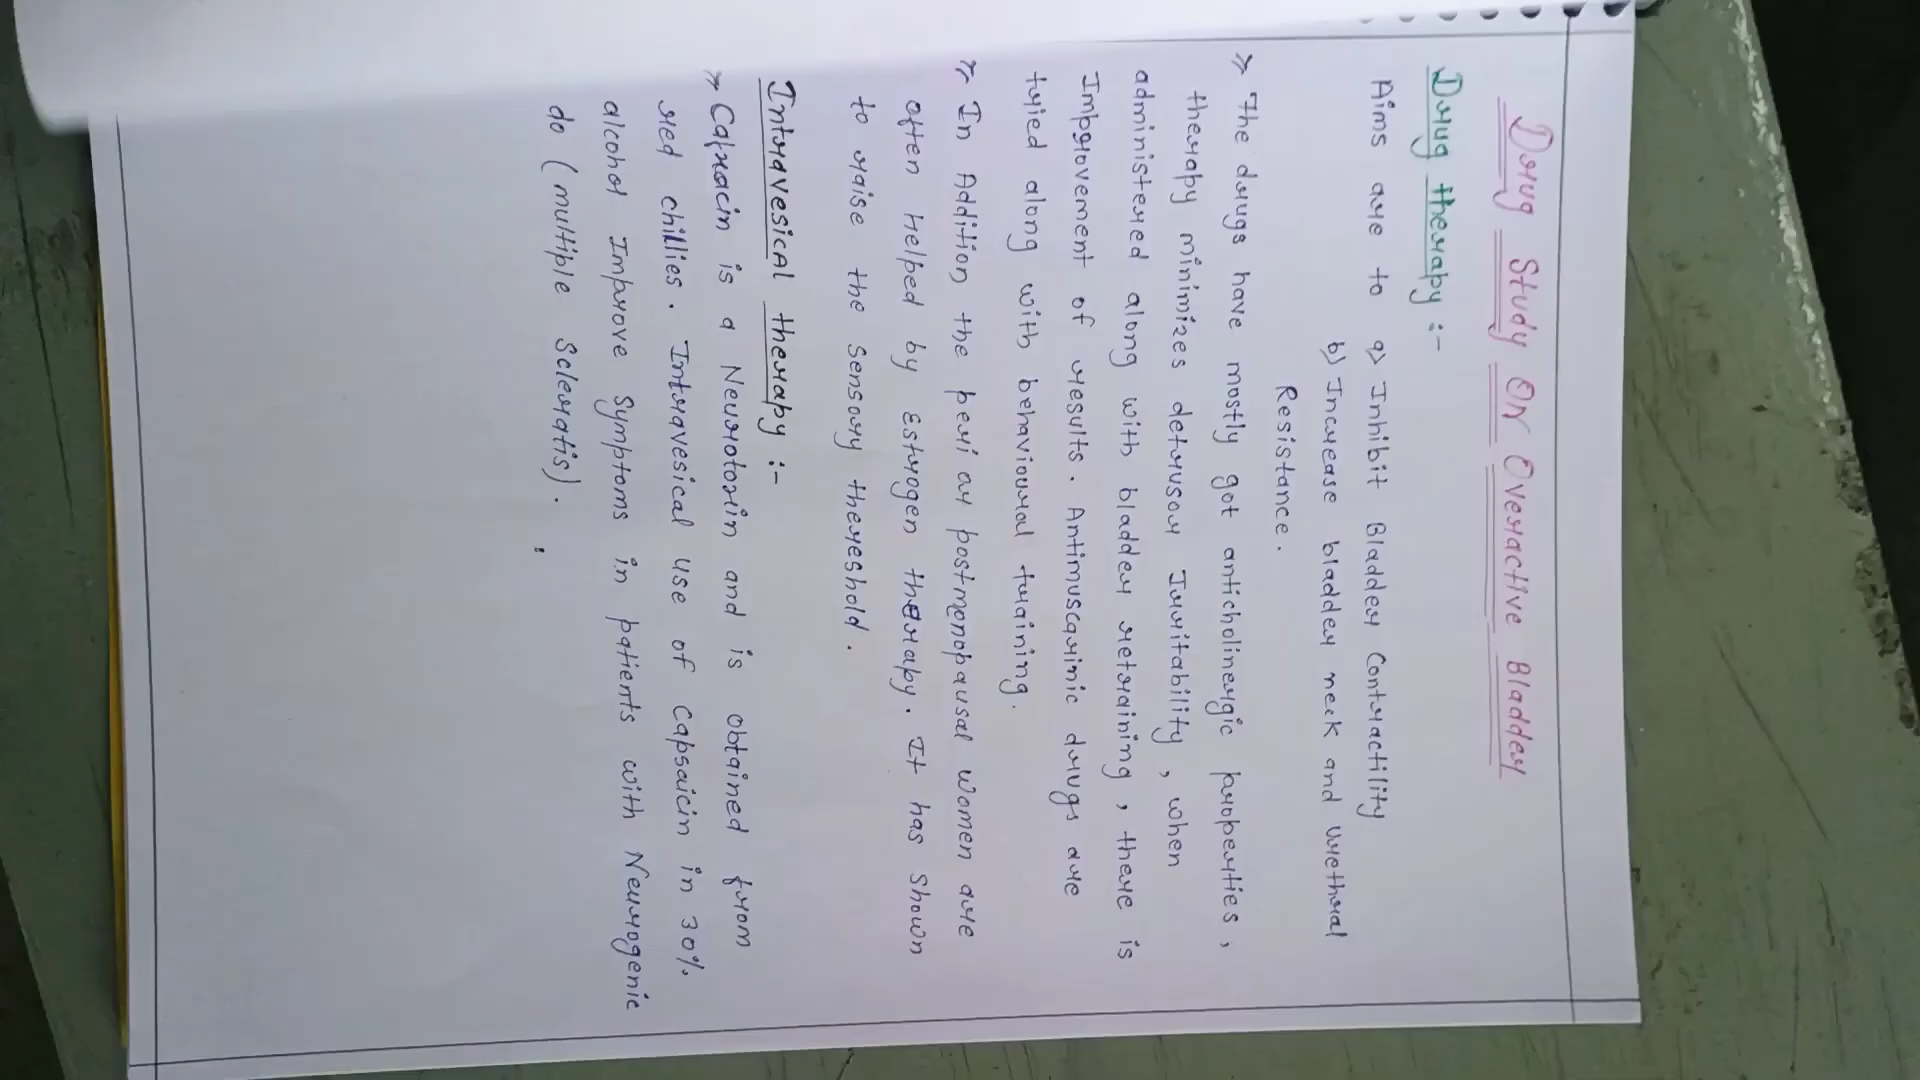 Drug Study On Overactive Bladder
Drug therapy :-
Aims are to a) Inhibit Bladder Contractility
b) Increase bladder neck and urethral
Resistance.
The drugs have mostly got anticholinergic properties,
therapy minimizes detrusor Irritability, when
administered along with bladder retraining, there is
Improvement of results. Antimuscarinic drugs are
tried along with behavioural training.
In Addition the peri or postmenopausal women are
often helped by estrogen therapy. It has shown
to raise the sensory thereshold.
Intravesical therapy :-
is a Neurotoxin and is obtained from
red chillies. Intravesical use of capsaicin in 30%
alcohol Improve Symptoms in patients with Neurogenic
do (multiple Scleratis).